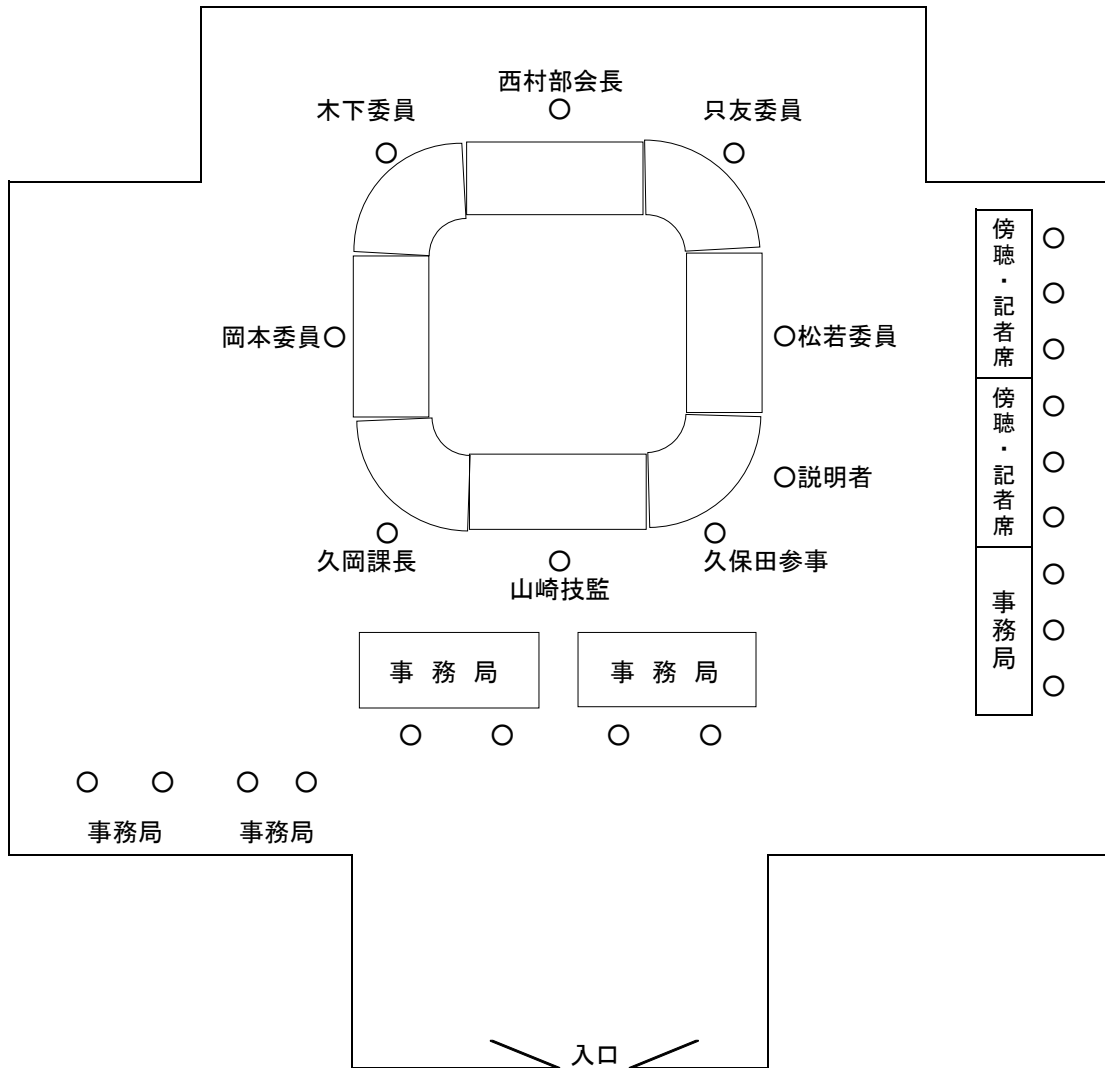 西村部会長
木下委員
只友委員
傍聴・記者席
岡本委員
松若委員
傍聴・記者席
説明者
久岡課長
久保田参事
山崎技監
事務局
事務局
事務局
事務局
事務局
入口